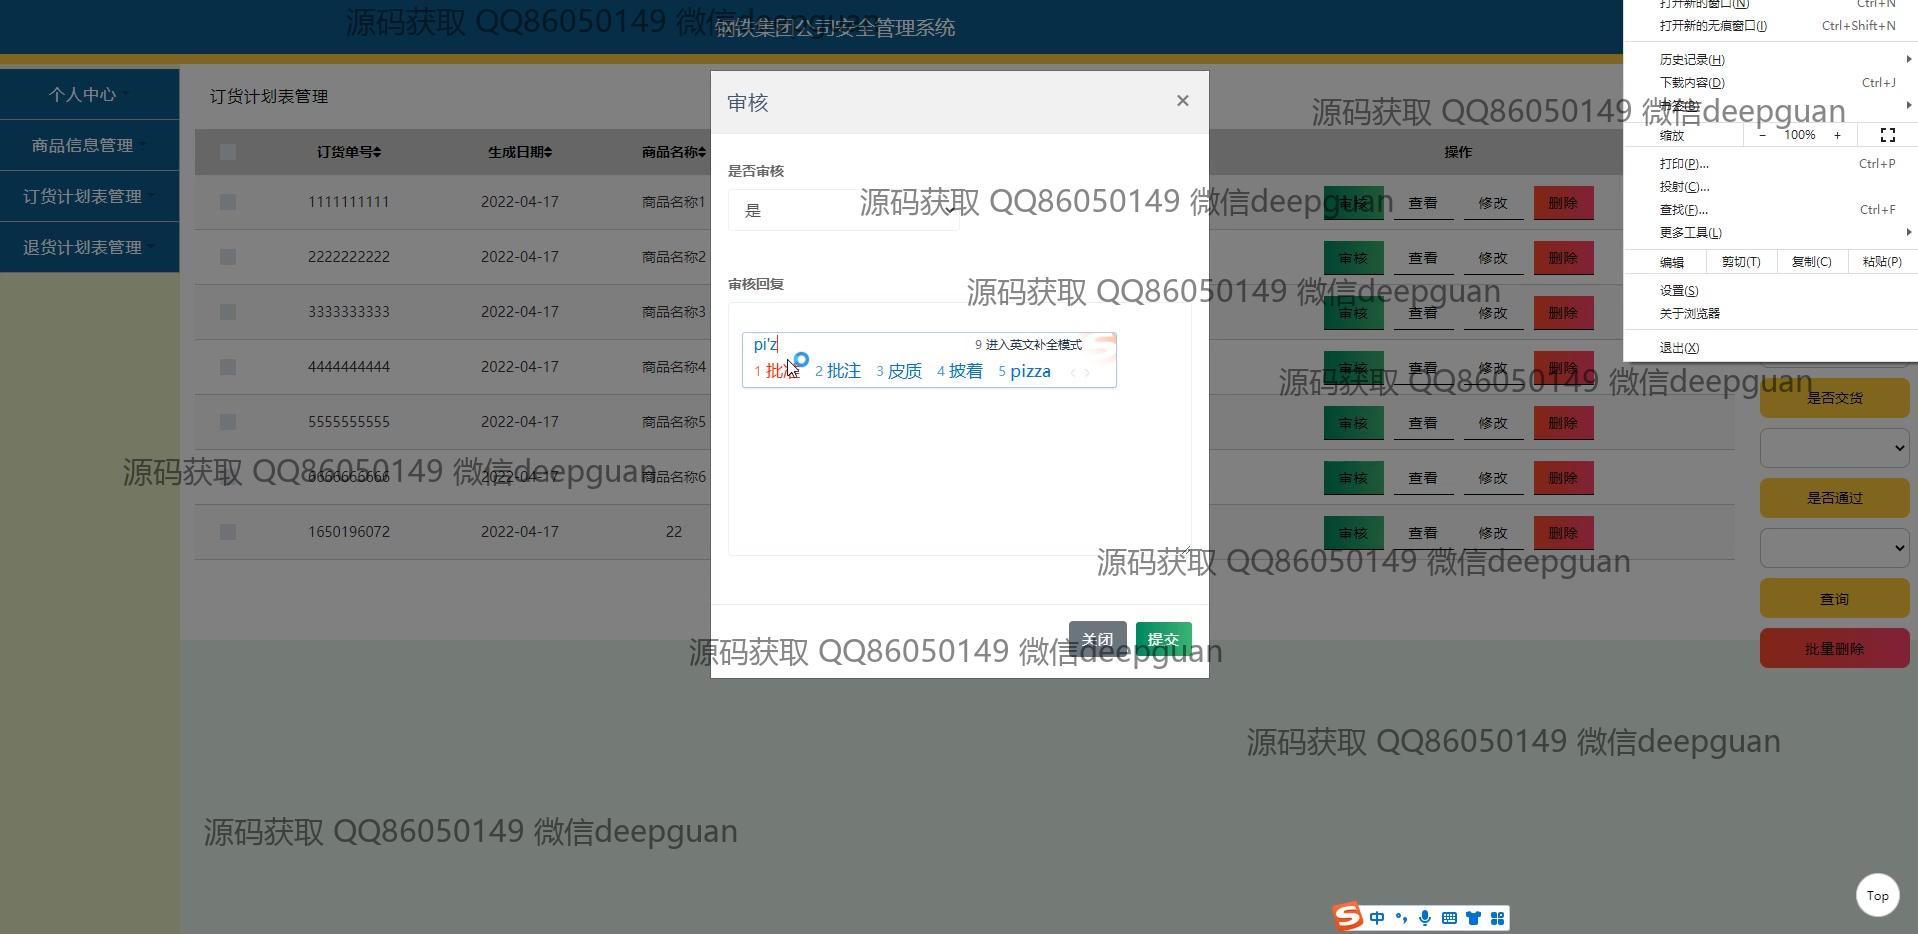 源码获取 QQ86050149 微信deepguan
钢铁集团公司安全管理系统
个人中心
商品信息管理
订货计划表管理
退货计划表管理
订货计划表管理
订货单号 生成日期 商品名称 操作
1111111111 2022-04-17 商品名称1 审核 查看 修改 删除
2222222222 2022-04-17 商品名称2 审核 查看 修改 删除
3333333333 2022-04-17 商品名称3 审核 查看 修改 删除
4444444444 2022-04-17 商品名称4 审核 查看 修改 删除
5555555555 2022-04-17 商品名称5 审核 查看 修改 删除
6666666666 2022-04-17 商品名称6 审核 查看 修改 删除
1650196072 2022-04-17 22 审核 查看 修改 删除
审核 ×
是否审核
是
审核回复
pi'z 9 进入英文补全模式
1 批准 2 批注 3 皮质 4 披着 5 pizza
关闭 提交
打开新的窗口(N) Ctrl+N
打开新的无痕窗口(I) Ctrl+Shift+N
历史记录(H)
下载内容(D) Ctrl+J
缩放 − 100% +
打印(P)... Ctrl+P
投射(C)...
查找(F)... Ctrl+F
更多工具(L)
编辑 剪切(T) 复制(C) 粘贴(P)
设置(S)
关于浏览器
退出(X)
是否交货
是否通过
查询
批量删除
源码获取 QQ86050149 微信deepguan
源码获取 QQ86050149 微信deepguan
源码获取 QQ86050149 微信deepguan
源码获取 QQ86050149 微信deepguan
源码获取 QQ86050149 微信deepguan
源码获取 QQ86050149 微信deepguan
源码获取 QQ86050149 微信deepguan
源码获取 QQ86050149 微信deepguan
源码获取 QQ86050149 微信deepguan
Top
中